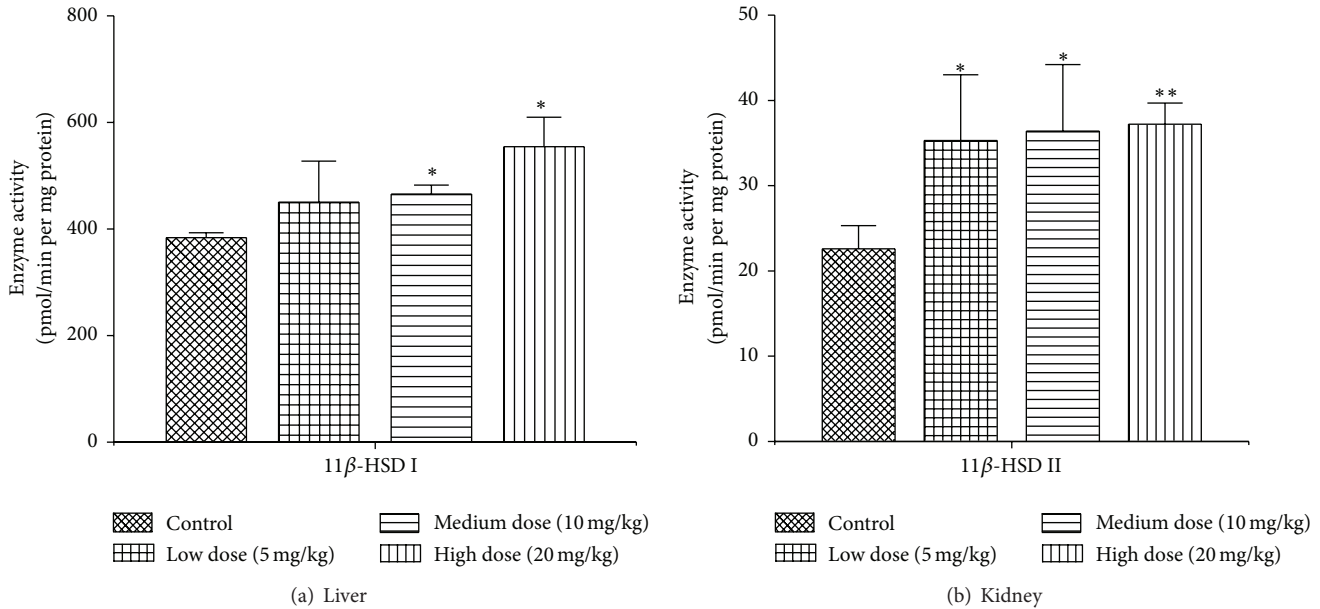 800
600
400
200
0
Enzyme activity
(pmol/min per mg protein)
*
*
11β-HSD I
Control
Low dose (5 mg/kg)
Medium dose (10 mg/kg)
High dose (20 mg/kg)
(a) Liver
50
40
30
20
10
0
Enzyme activity
(pmol/min per mg protein)
*
*
**
11β-HSD II
Control
Low dose (5 mg/kg)
Medium dose (10 mg/kg)
High dose (20 mg/kg)
(b) Kidney